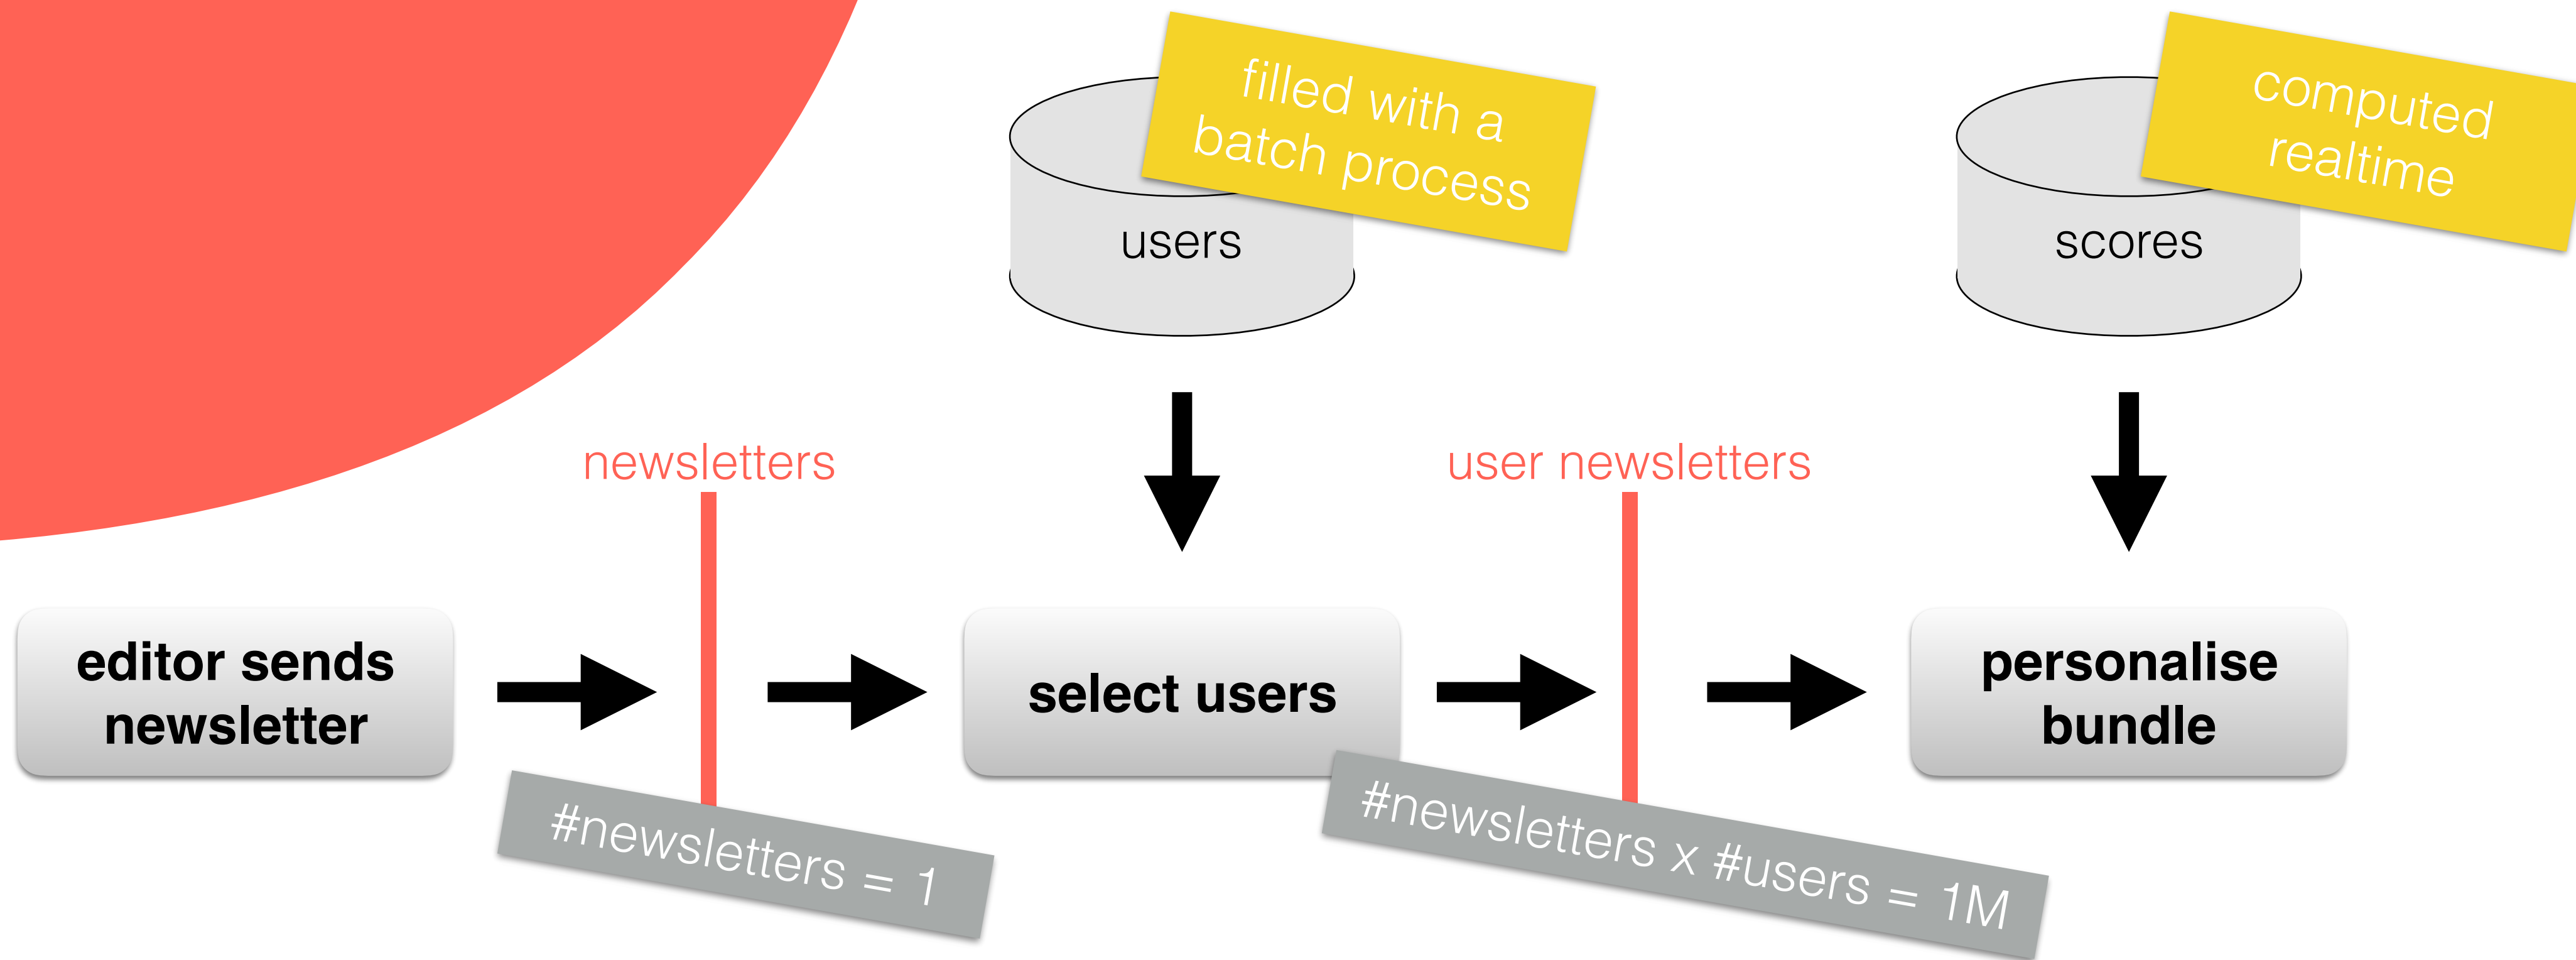 filled with a
batch process
users
computed
realtime
scores
newsletters
user newsletters
editor sends
newsletter
select users
personalise
bundle
#newsletters = 1
#newsletters x #users = 1M